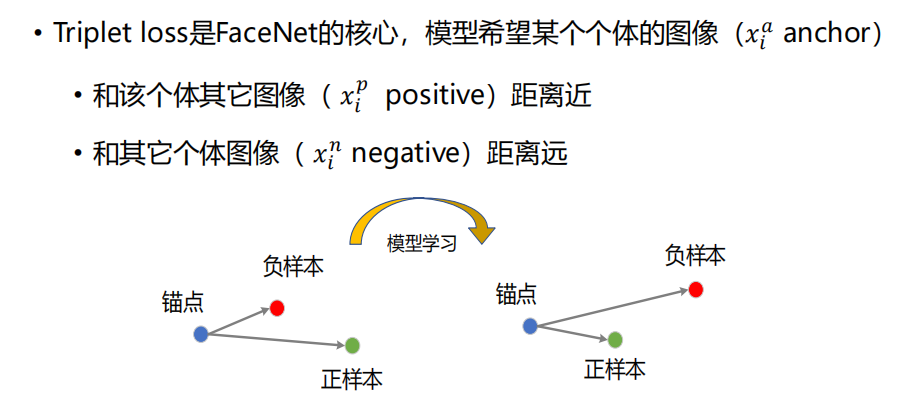 • Triplet loss是FaceNet的核心，模型希望某个个体的图像（$x_i^a$ anchor）
• 和该个体其它图像（ $x_i^p$ positive）距离近
• 和其它个体图像（ $x_i^n$ negative）距离远
模型学习
负样本
锚点
正样本
负样本
锚点
正样本